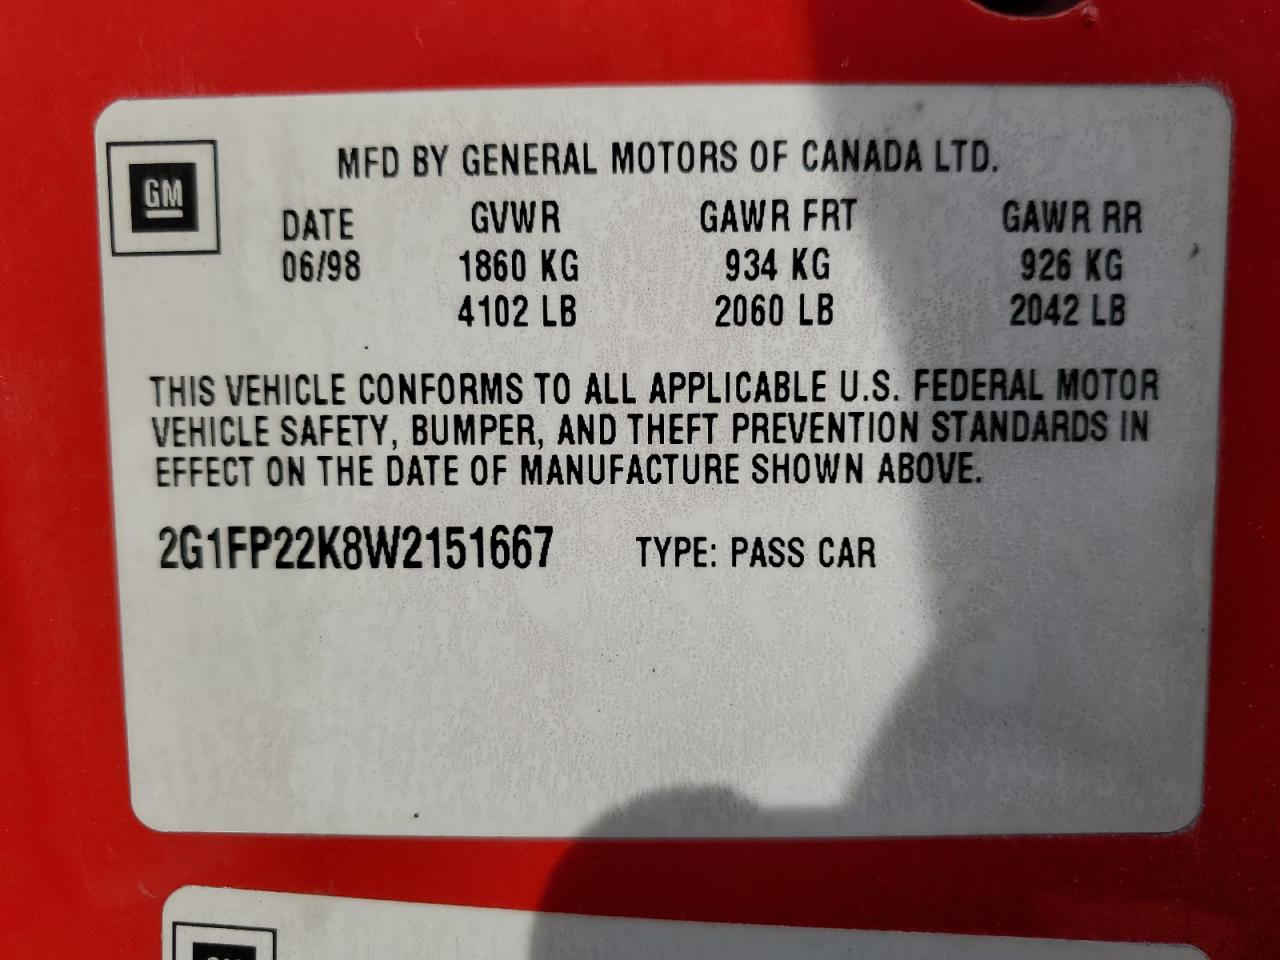 GM
MFD BY GENERAL MOTORS OF CANADA LTD.
DATE GVWR GAWR FRT GAWR RR
06/98 1860 KG 934 KG 926 KG
4102 LB 2060 LB 2042 LB
THIS VEHICLE CONFORMS TO ALL APPLICABLE U.S. FEDERAL MOTOR
VEHICLE SAFETY, BUMPER, AND THEFT PREVENTION STANDARDS IN
EFFECT ON THE DATE OF MANUFACTURE SHOWN ABOVE.
2G1FP22K8W2151667 TYPE: PASS CAR